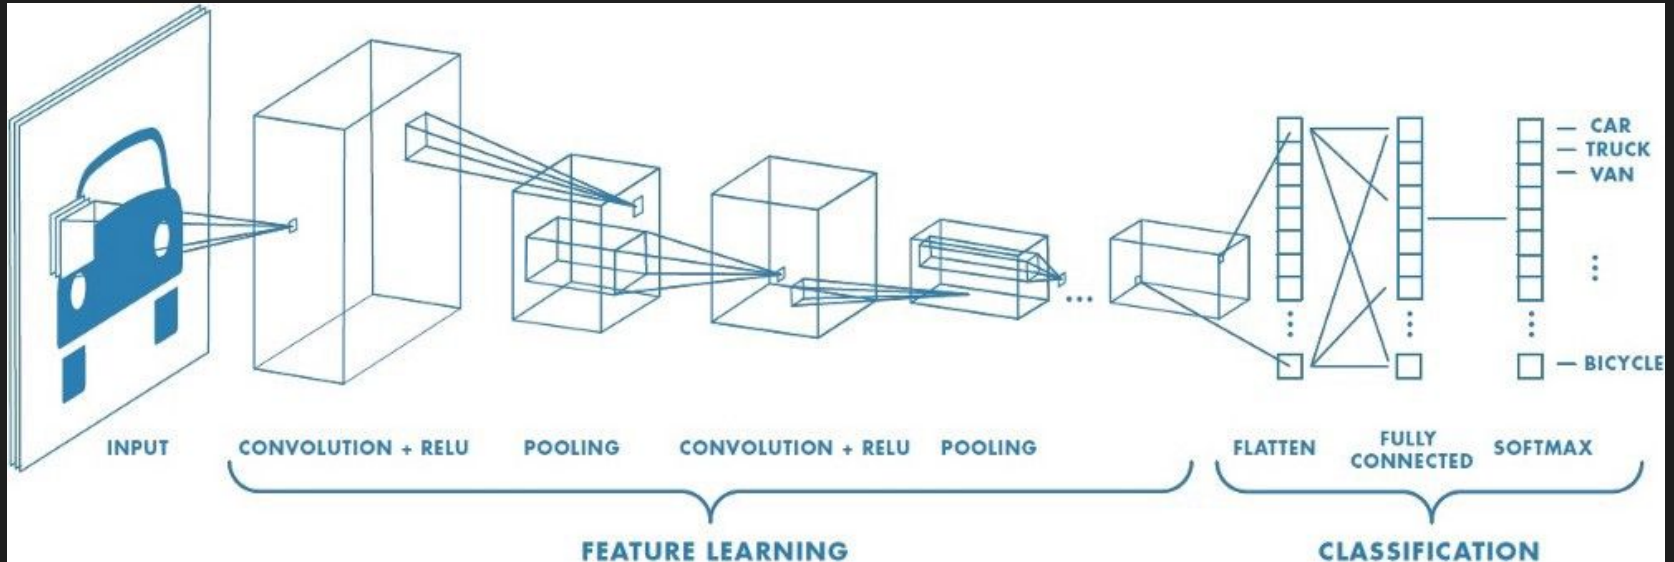 CAR
TRUCK
VAN
BICYCLE
INPUT
CONVOLUTION + RELU
POOLING
CONVOLUTION + RELU
POOLING
FLATTEN
FULLY
CONNECTED
SOFTMAX
FEATURE LEARNING
CLASSIFICATION